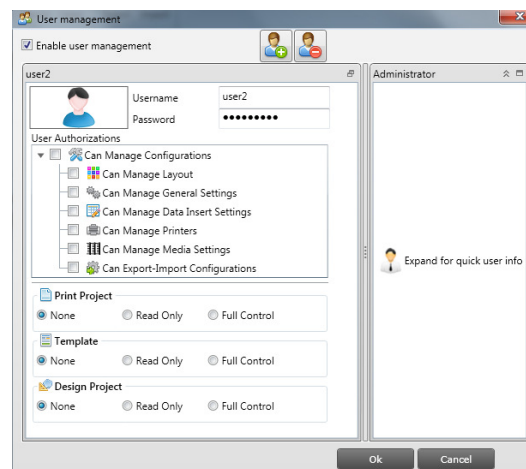 User management
Enable user management
user2
Administrator
Username
user2
Password
User Authorizations
Can Manage Configurations
Can Manage Layout
Can Manage General Settings
Can Manage Data Insert Settings
Can Manage Printers
Can Manage Media Settings
Can Export-Import Configurations
Expand for quick user info
Print Project
None Read Only Full Control
Template
None Read Only Full Control
Design Project
None Read Only Full Control
Ok Cancel